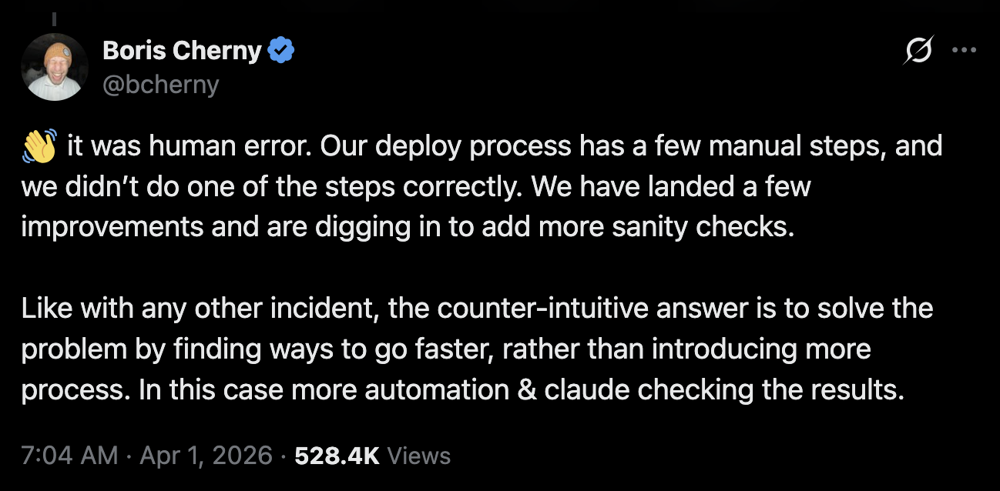 Boris Cherny
@bcherny
👋 it was human error. Our deploy process has a few manual steps, and
we didn’t do one of the steps correctly. We have landed a few
improvements and are digging in to add more sanity checks.
Like with any other incident, the counter-intuitive answer is to solve the
problem by finding ways to go faster, rather than introducing more
process. In this case more automation & claude checking the results.
7:04 AM · Apr 1, 2026 · 528.4K Views